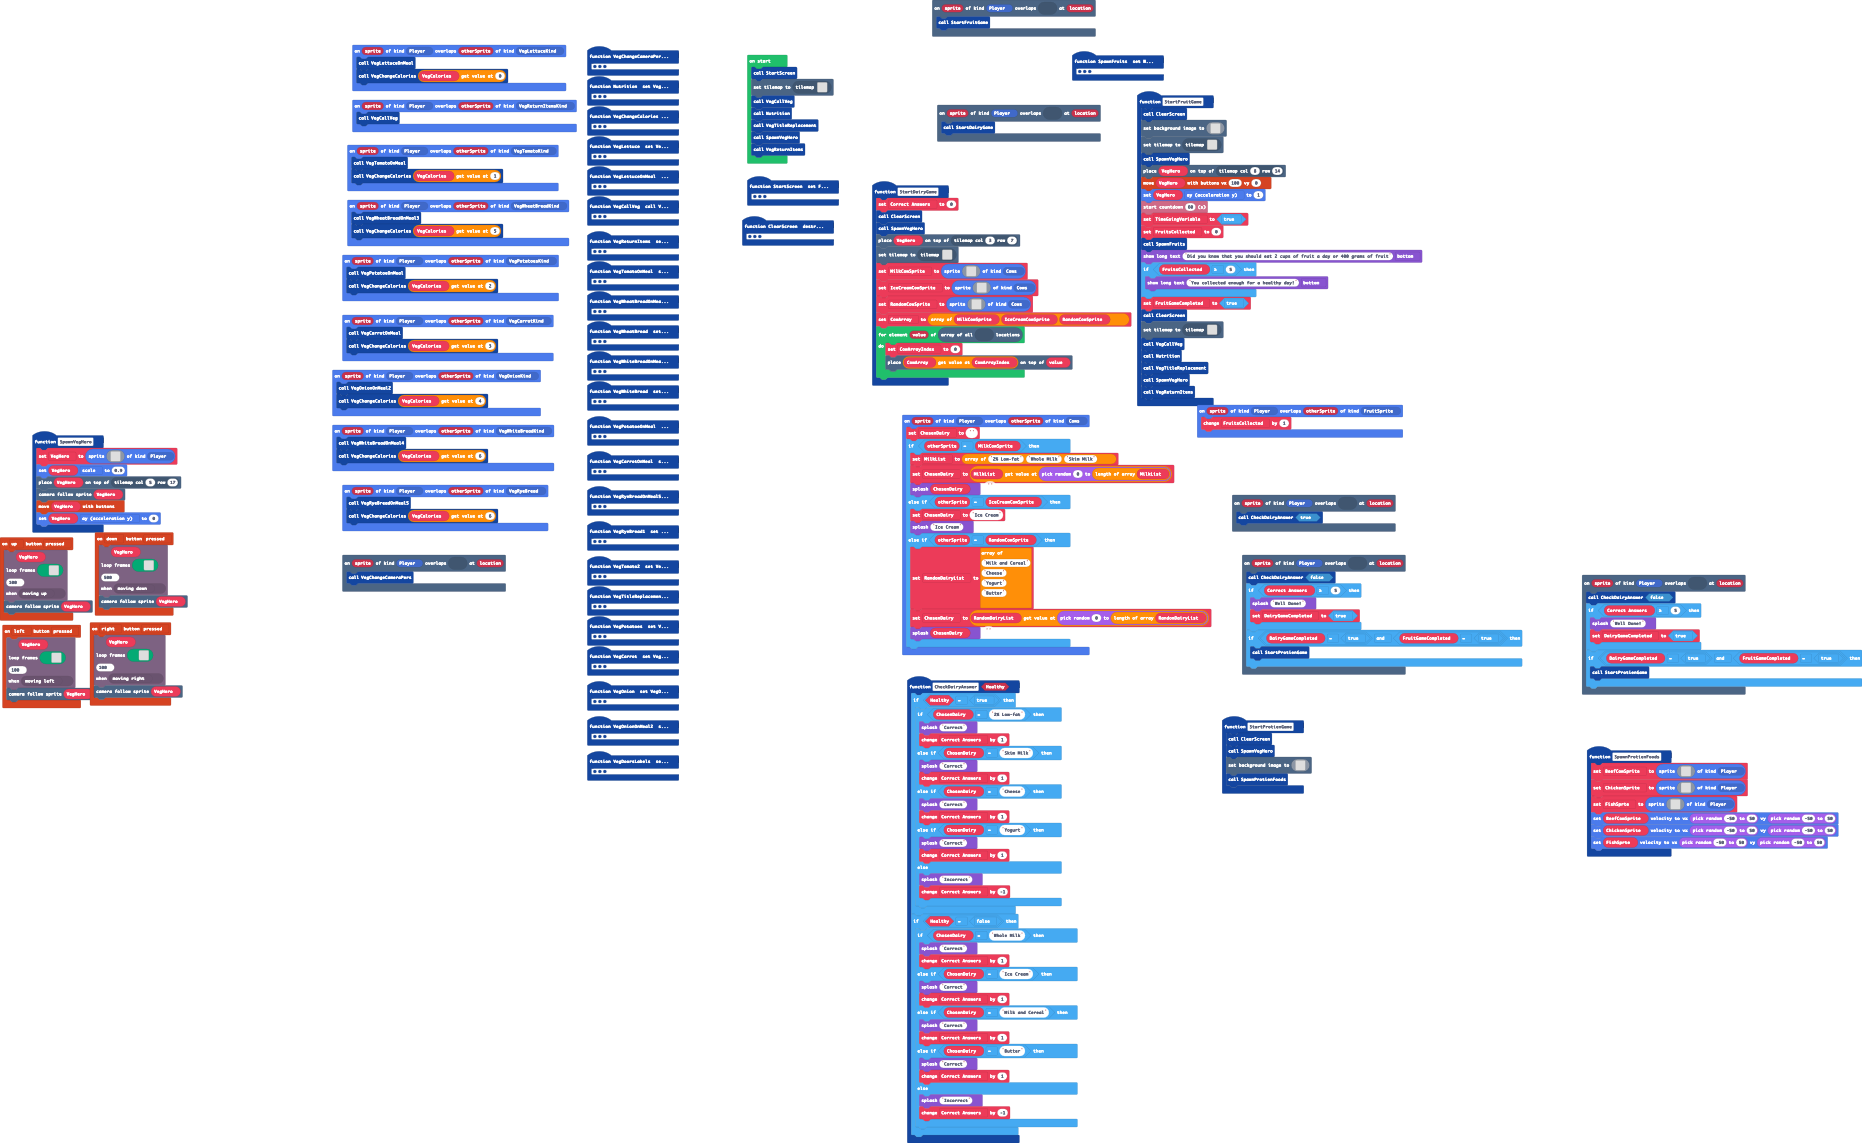 on sprite of kind Player overlaps at location
call StartFruitGame
on sprite of kind Player overlaps otherSprite of kind VegLettuceKind
call VegLettuceOnMeal
call VegChangeCalories VegCalories get value at 0
on sprite of kind Player overlaps otherSprite of kind VegReturnItemsKind
call VegCallVeg
on sprite of kind Player overlaps otherSprite of kind VegTomatoKind
call VegTomatoOnMeal
call VegChangeCalories VegCalories get value at 1
on sprite of kind Player overlaps otherSprite of kind VegWheatBreadKind
call VegWheatBreadOnMeal3
call VegChangeCalories VegCalories get value at 5
on sprite of kind Player overlaps otherSprite of kind VegPotatoesKind
call VegPotatoeOnMeal
call VegChangeCalories VegCalories get value at 2
on sprite of kind Player overlaps otherSprite of kind VegCarrotKind
call VegCarrotOnMeal
call VegChangeCalories VegCalories get value at 3
on sprite of kind Player overlaps otherSprite of kind VegOnionKind
call VegOnionOnMeal2
call VegChangeCalories VegCalories get value at 4
on sprite of kind Player overlaps otherSprite of kind VegWhiteBreadKind
call VegWhiteBreadOnMeal4
call VegChangeCalories VegCalories get value at 6
on sprite of kind Player overlaps otherSprite of kind VegRyeBread
call VegRyeBreadOnMeal5
call VegChangeCalories VegCalories get value at
on sprite of kind Player overlaps at location
call VegChangeCameraPers
function SpawnVegHero
set VegHero to sprite of kind Player
set VegHero scale to 0.9
place VegHero on top of tilemap col row 17
camera follow sprite VegHero
move VegHero with buttons
set VegHero ay (acceleration y) to 0
on up button pressed
VegHero
loop frames
500
when moving up
camera follow sprite VegHero
on down button pressed
VegHero
loop frames
500
when moving down
camera follow sprite VegHero
on left button pressed
VegHero
loop frames
100
when moving left
camera follow sprite VegHero
on right button pressed
VegHero
loop frames
500
when moving right
camera follow sprite VegHero
function VegChangeCameraPer...
function Nutrition set Veg...
function VegChangeCalories ...
function VegLettuce set Ve...
function VegLettuceOnMeal ...
function VegCallVeg call V...
function VegReturnItems se...
function VegTomatoOnMeal s...
function VegWheatBreadOnMea...
function VegWheatBread set...
function VegWhiteBreadOnMea...
function VegWhiteBread set...
function VegPotatoeOnMeal ...
function VegCarrotOnMeal s...
function VegRyeBreadOnMeal5...
function VegRyeBread1 set ...
function VegTomato2 set Ve...
function VegTitleReplacemen...
function VegPotatoes set V...
function VegCarrot set Veg...
function VegOnion set VegO...
function VegOnionOnMeal2 s...
function VegDoorsLabels se...
on start
call StartScreen
set tilemap to tilemap
call VegCallVeg
call Nutrition
call VegTitleReplacement
call SpawnVegHero
call VegReturnItems
function StartScreen set F...
function ClearScreen destr...
on sprite of kind Player overlaps at location
call StartDairyGame
function StartDairyGame
set Correct Answers to 0
call ClearScreen
call SpawnVegHero
place VegHero on top of tilemap col 3 row 7
set tilemap to tilemap
set MilkCowSprite to sprite of kind Cows
set IceCreamCowSprite to sprite of kind Cows
set RandomCowSprite to sprite of kind Cows
set CowArray to array of MilkCowSprite IceCreamCowSprite RandomCowSprite
for element value of array of all locations
do set CowArrayIndex to 0
place CowArray get value at CowArrayIndex on top of value
on sprite of kind Player overlaps otherSprite of kind Cows
set ChosenDairy to " "
if otherSprite = MilkCowSprite then
set MilkList to array of 2% Low-fat Whole Milk Skim Milk
set ChosenDairy to MilkList get value at pick random 0 to length of array MilkList
splash ChosenDairy
else if otherSprite = IceCreamCowSprite then
set ChosenDairy to Ice Cream
splash Ice Cream
else if otherSprite = RandomCowSprite then
set RandomDairyList to array of
Milk and Cereal
Cheese
Yogurt
Butter
set ChosenDairy to RandomDairyList get value at pick random 0 to length of array RandomDairyList
splash ChosenDairy
function CheckDairyAnswer Healthy
if Healthy = true then
if ChosenDairy = 2% Low-fat then
splash Correct
change Correct Answers by 1
else if ChosenDairy = Skim Milk then
splash Correct
change Correct Answers by 1
else if ChosenDairy = Cheese then
splash Correct
change Correct Answers by 1
else if ChosenDairy = Yogurt then
splash Correct
change Correct Answers by 1
else
splash Incorrect
change Correct Answers by -1
if Healthy = false then
if ChosenDairy = Whole Milk then
splash Correct
change Correct Answers by 1
else if ChosenDairy = Ice Cream then
splash Correct
change Correct Answers by 1
else if ChosenDairy = Milk and Cereal then
splash Correct
change Correct Answers by 1
else if ChosenDairy = Butter then
splash Correct
change Correct Answers by 1
else
splash Incorrect
change Correct Answers by -1
function SpawnFruits set B...
function StartFruitGame
call ClearScreen
set background image to
set tilemap to tilemap
call SpawnVegHero
place VegHero on top of tilemap col row 14
move VegHero with buttons vx 100 vy 0
set VegHero ay (acceleration y) to 1
start countdown (s)
set TimeGoingVariable to true
set FruitsCollected to 0
call SpawnFruits
show long text Did you know that you should eat 2 cups of fruit a day or 400 grams of fruit bottom
if FruitsCollected ≥ 5 then
show long text You collected enough for a healthy day! bottom
set FruitGameCompleted to true
call ClearScreen
set tilemap to tilemap
call VegCallVeg
call Nutrition
call VegTitleReplacement
call SpawnVegHero
call VegReturnItems
on sprite of kind Player overlaps otherSprite of kind FruitSprite
change FruitsCollected by 1
on sprite of kind Player overlaps at location
call CheckDairyAnswer true
on sprite of kind Player overlaps at location
call CheckDairyAnswer false
if Correct Answers ≥ 5 then
splash Well Done!
set DairyGameCompleted to true
if DairyGameCompleted = true and FruitGameCompleted = true then
call StartProtionGame
function StartProtionGame
call ClearScreen
call SpawnVegHero
set background image to
call SpawnProtionFoods
on sprite of kind Player overlaps at location
call CheckDairyAnswer false
if Correct Answers ≥ 5 then
splash Well Done!
set DairyGameCompleted to true
if DairyGameCompleted = true and FruitGameCompleted = true then
call StartProtionGame
function SpawnProtionFoods
set BeefCowSprite to sprite of kind Player
set ChickenSprite to sprite of kind Player
set FishSprite to sprite of kind Player
set BeefCowSprite velocity to vx pick random -50 to 50 vy pick random -50 to 50
set ChickenSprite velocity to vx pick random -50 to 50 vy pick random -50 to 50
set FishSprite velocity to vx pick random -50 to 50 vy pick random -50 to 50